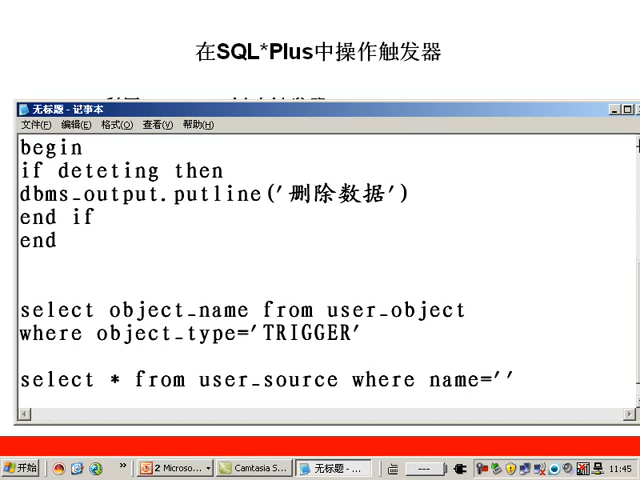 在SQL*Plus中操作触发器
无标题 - 记事本
文件(F) 编辑(E) 格式(O) 查看(V) 帮助(H)
begin
if deteting then
dbms_output.putline('删除数据')
end if
end
select object_name from user_object
where object_type='TRIGGER'
select * from user_source where name=''
开始 » 2 Microso... Camtasia S... 无标题 - ... --- 11:45